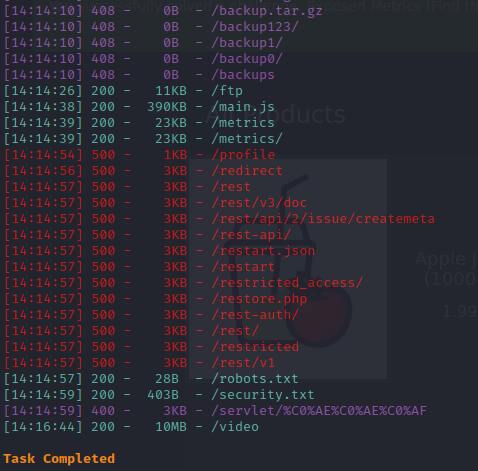 [14:14:10] 408 -    0B  - /backup.tar.gz
[14:14:10] 408 -    0B  - /backup123/
[14:14:10] 408 -    0B  - /backup1/
[14:14:10] 408 -    0B  - /backup0/
[14:14:10] 408 -    0B  - /backups
[14:14:26] 200 -   11KB - /ftp
[14:14:38] 200 -  390KB - /main.js
[14:14:39] 200 -   23KB - /metrics
[14:14:39] 200 -   23KB - /metrics/
[14:14:54] 500 -    1KB - /profile
[14:14:56] 500 -    3KB - /redirect
[14:14:57] 500 -    3KB - /rest
[14:14:57] 500 -    3KB - /rest/v3/doc
[14:14:57] 500 -    3KB - /rest/api/2/issue/createmeta
[14:14:57] 500 -    3KB - /rest-api/
[14:14:57] 500 -    3KB - /restart.json
[14:14:57] 500 -    3KB - /restart
[14:14:57] 500 -    3KB - /restricted_access/
[14:14:57] 500 -    3KB - /restore.php
[14:14:57] 500 -    3KB - /rest-auth/
[14:14:57] 500 -    3KB - /rest/
[14:14:57] 500 -    3KB - /restricted
[14:14:57] 500 -    3KB - /rest/v1
[14:14:57] 200 -   28B  - /robots.txt
[14:14:59] 200 -  403B  - /security.txt
[14:14:59] 400 -    3KB - /servlet/%C0%AE%C0%AE%C0%AF
[14:16:44] 200 -   10MB - /video
Task Completed
All Products
Apple J
(1000
1.99